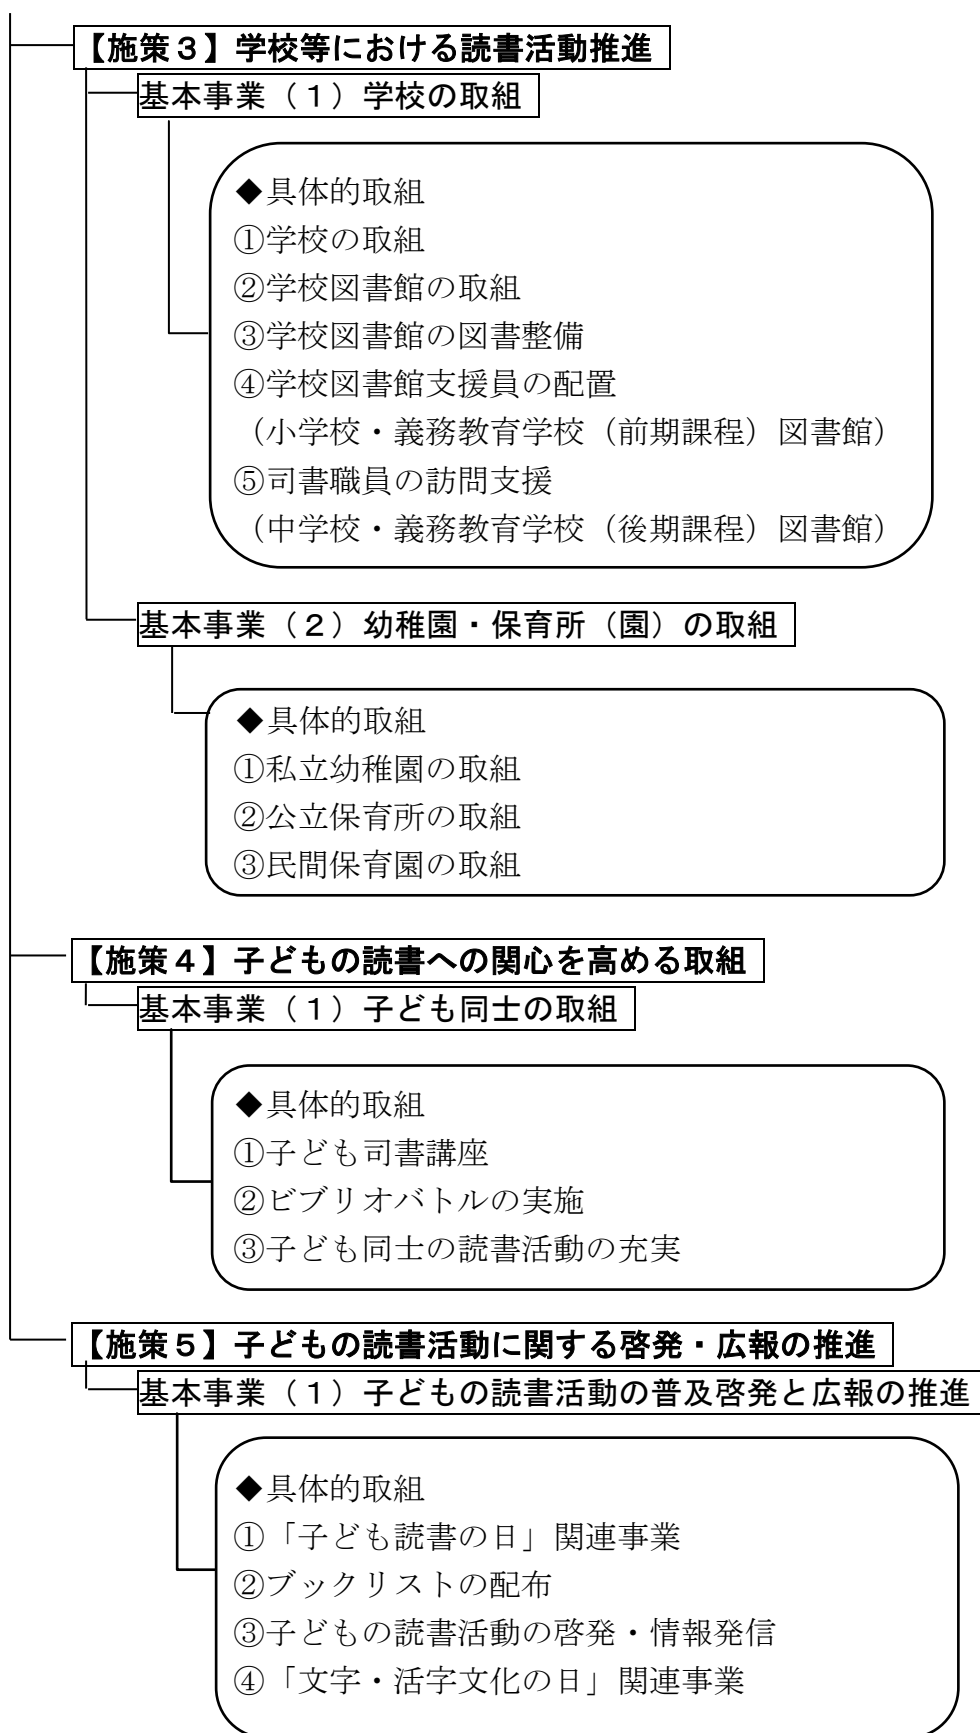 【施策３】学校等における読書活動推進
基本事業（１）学校の取組
◆具体的取組
①学校の取組
②学校図書館の取組
③学校図書館の図書整備
④学校図書館支援員の配置
（小学校・義務教育学校（前期課程）図書館）
⑤司書職員の訪問支援
（中学校・義務教育学校（後期課程）図書館）
基本事業（２）幼稚園・保育所（園）の取組
◆具体的取組
①私立幼稚園の取組
②公立保育所の取組
③民間保育園の取組
【施策４】子どもの読書への関心を高める取組
基本事業（１）子ども同士の取組
◆具体的取組
①子ども司書講座
②ビブリオバトルの実施
③子ども同士の読書活動の充実
【施策５】子どもの読書活動に関する啓発・広報の推進
基本事業（１）子どもの読書活動の普及啓発と広報の推進
◆具体的取組
①「子ども読書の日」関連事業
②ブックリストの配布
③子どもの読書活動の啓発・情報発信
④「文字・活字文化の日」関連事業